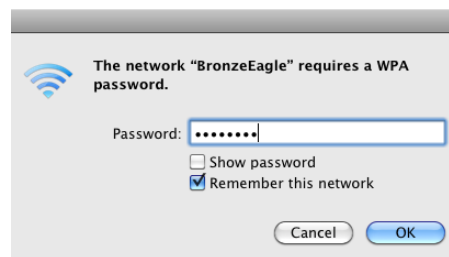 The network “BronzeEagle” requires a WPA
password.
Password: ••••••••
Show password
Remember this network
Cancel OK